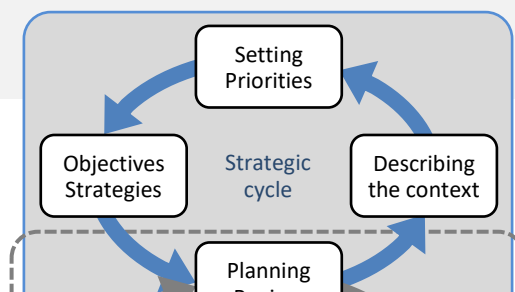 Setting
Priorities
Objectives
Strategies
Strategic
cycle
Describing
the context
Planning